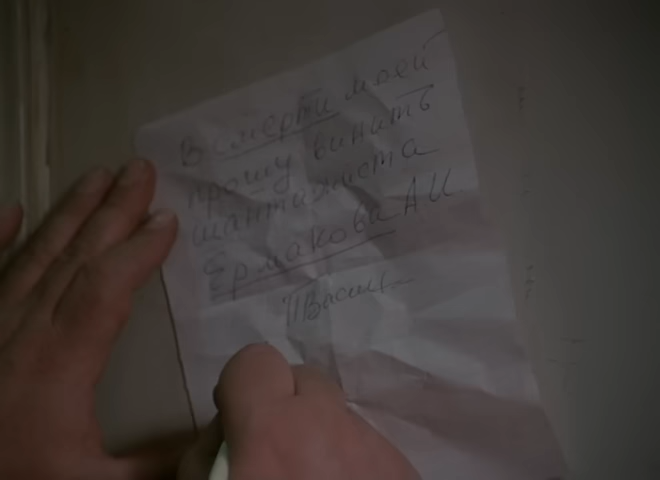 В смерти моей
прошу винить
шантажиста
Ермакова А И